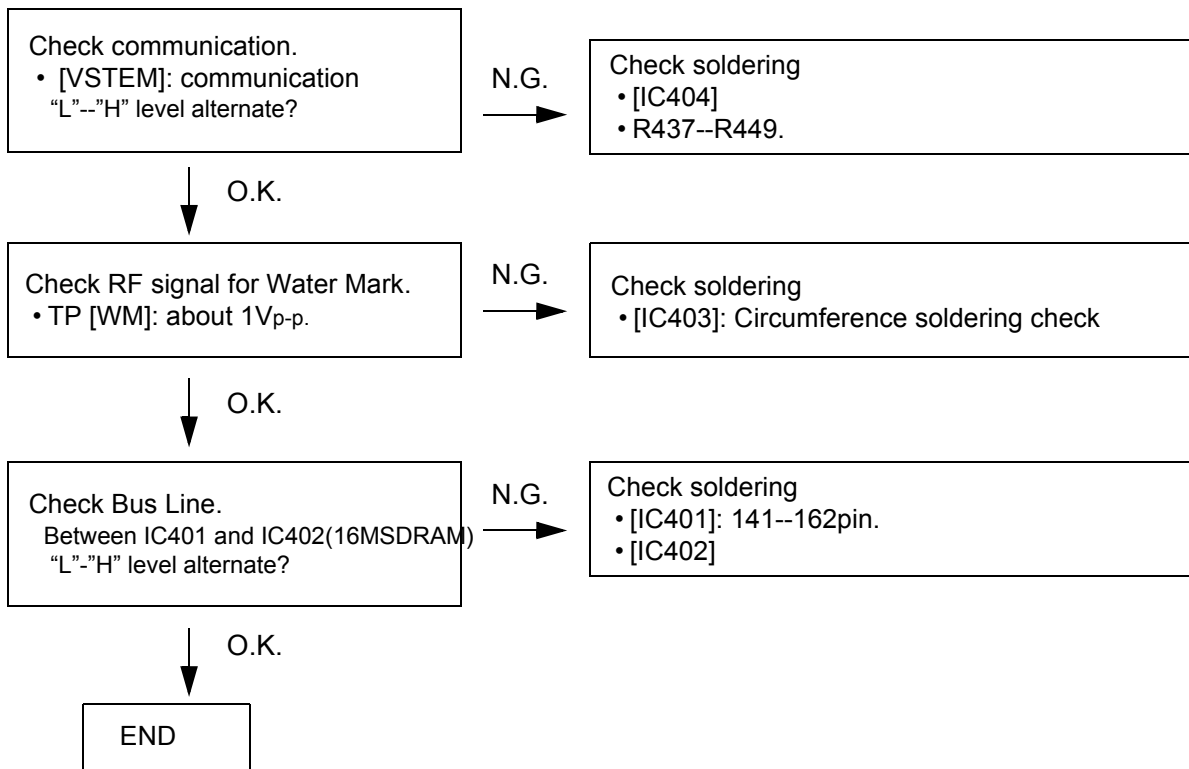 Check communication.
• [VSTEM]: communication
“L”--”H” level alternate?
N.G.
Check soldering
• [IC404]
• R437--R449.
O.K.
Check RF signal for Water Mark.
• TP [WM]: about 1Vp-p.
N.G.
Check soldering
• [IC403]: Circumference soldering check
O.K.
Check Bus Line.
Between IC401 and IC402(16MSDRAM)
“L”-”H” level alternate?
N.G.
Check soldering
• [IC401]: 141--162pin.
• [IC402]
O.K.
END